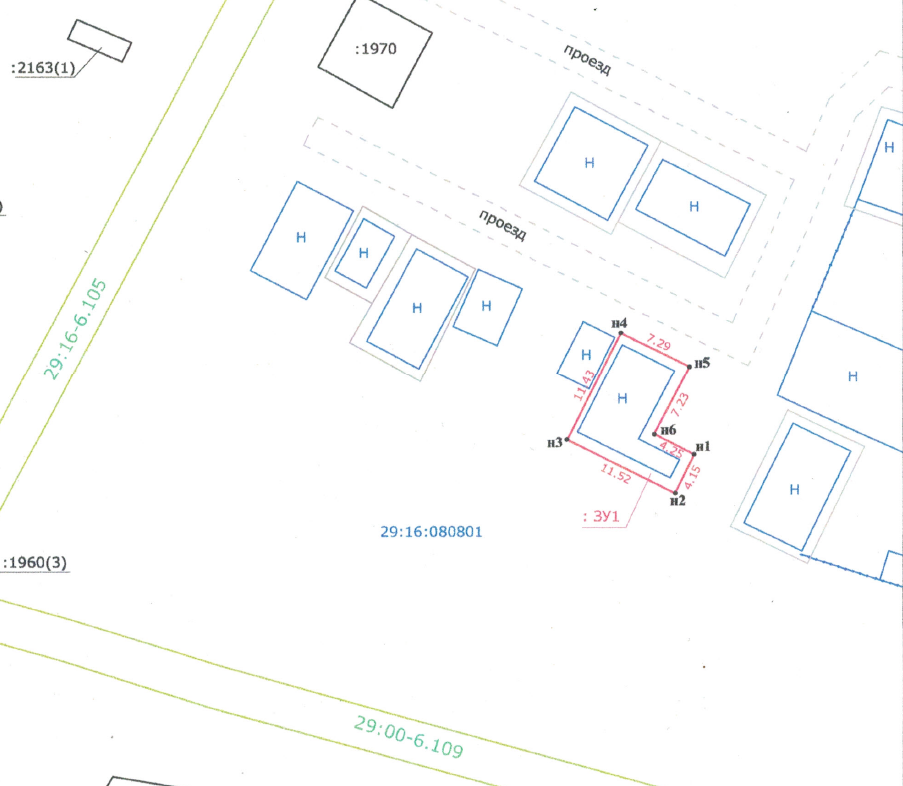 :1970
:2163(1)
проезд
Н
Н
Н
)
проезд
Н
Н
Н
Н
29:16-6.105
н4
7.29
Н
н5
11.43
Н
7.23
Н
н6
н3
4.25
н1
11.52
4.15
н2
Н
: ЗУ1
29:16:080801
:1960(3)
29:00-6.109